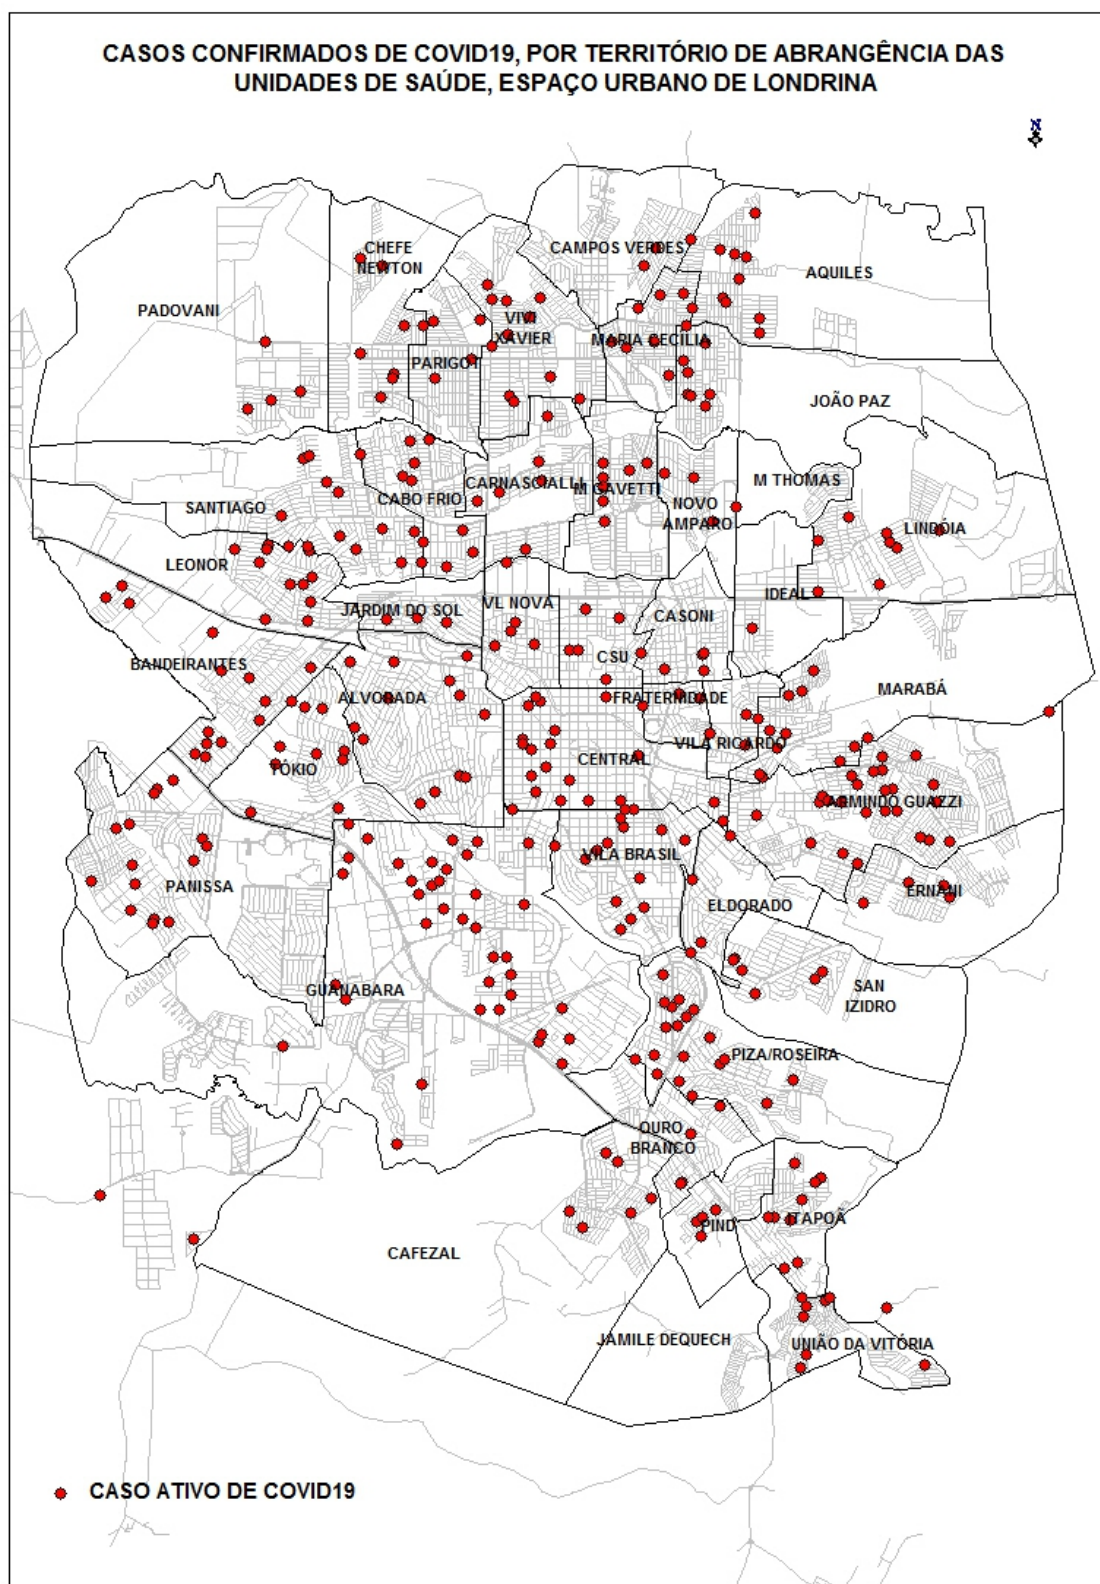 CASOS CONFIRMADOS DE COVID19, POR TERRITÓRIO DE ABRANGÊNCIA DAS
UNIDADES DE SAÚDE, ESPAÇO URBANO DE LONDRINA
N
CHEFE
NEWTON
CAMPOS VERDES
AQUILES
PADOVANI
VIVI
XAVIER
MARIA CECÍLIA
PARIGOT
JOÃO PAZ
SANTIAGO
CABO FRIO
CARNASCIALLI
M GAVETTI
NOVO
AMPARO
M THOMAS
LINDÓIA
LEONOR
IDEAL
JARDIM DO SOL
VL NOVA
CASONI
BANDEIRANTES
CSU
ALVORADA
FRATERNIDADE
MARABÁ
VILA RICARDO
TÓKIO
CENTRAL
ARMINDO GUAZZI
VILA BRASIL
PANISSA
ELDORADO
ERNANI
GUANABARA
SAN
IZIDRO
PIZA/ROSEIRA
OURO
BRANCO
PIND
ITAPOÃ
CAFEZAL
JAMILE DEQUECH
UNIÃO DA VITÓRIA
CASO ATIVO DE COVID19